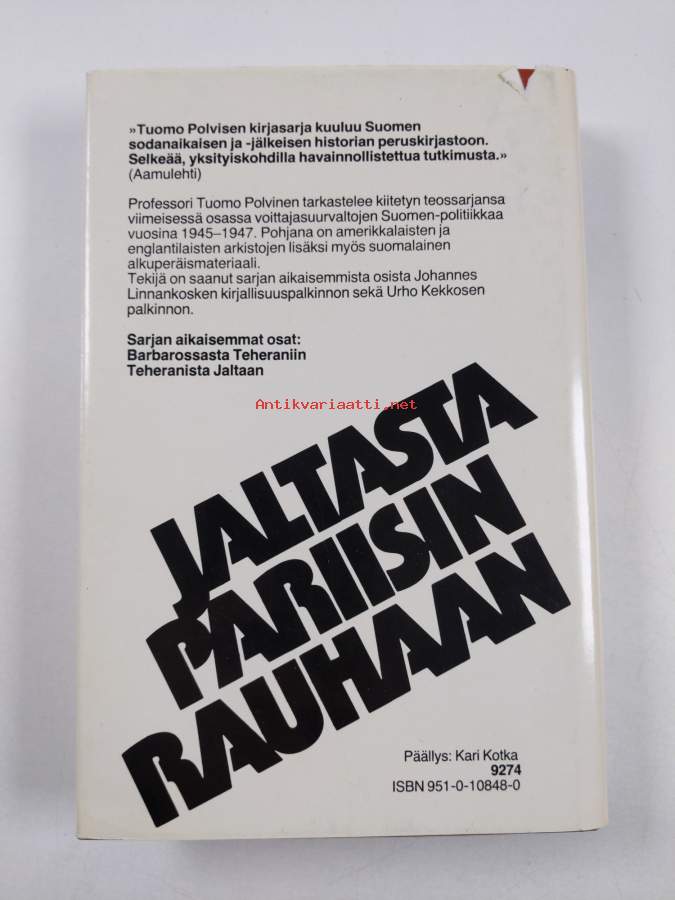 »Tuomo Polvisen kirjasarja kuuluu Suomen
sodanaikaisen ja -jälkeisen historian peruskirjastoon.
Selkeää, yksityiskohdilla havainnollistettua tutkimusta.»
(Aamulehti)
Professori Tuomo Polvinen tarkastelee kiitetyn teossarjansa
viimeisessä osassa voittajasuurvaltojen Suomen-politiikkaa
vuosina 1945–1947. Pohjana on amerikkalaisten ja
englantilaisten arkistojen lisäksi myös suomalainen
alkuperäismateriaali.
Tekijä on saanut sarjan aikaisemmista osista Johannes
Linnankosken kirjallisuuspalkinnon sekä Urho Kekkosen
palkinnon.
Sarjan aikaisemmat osat:
Barbarossasta Teheraniin
Teheranista Jaltaan
Antikvariaatti.net
JALTASTA
PARIISIN
RAUHAAN
Päällys: Kari Kotka
9274
ISBN 951-0-10848-0